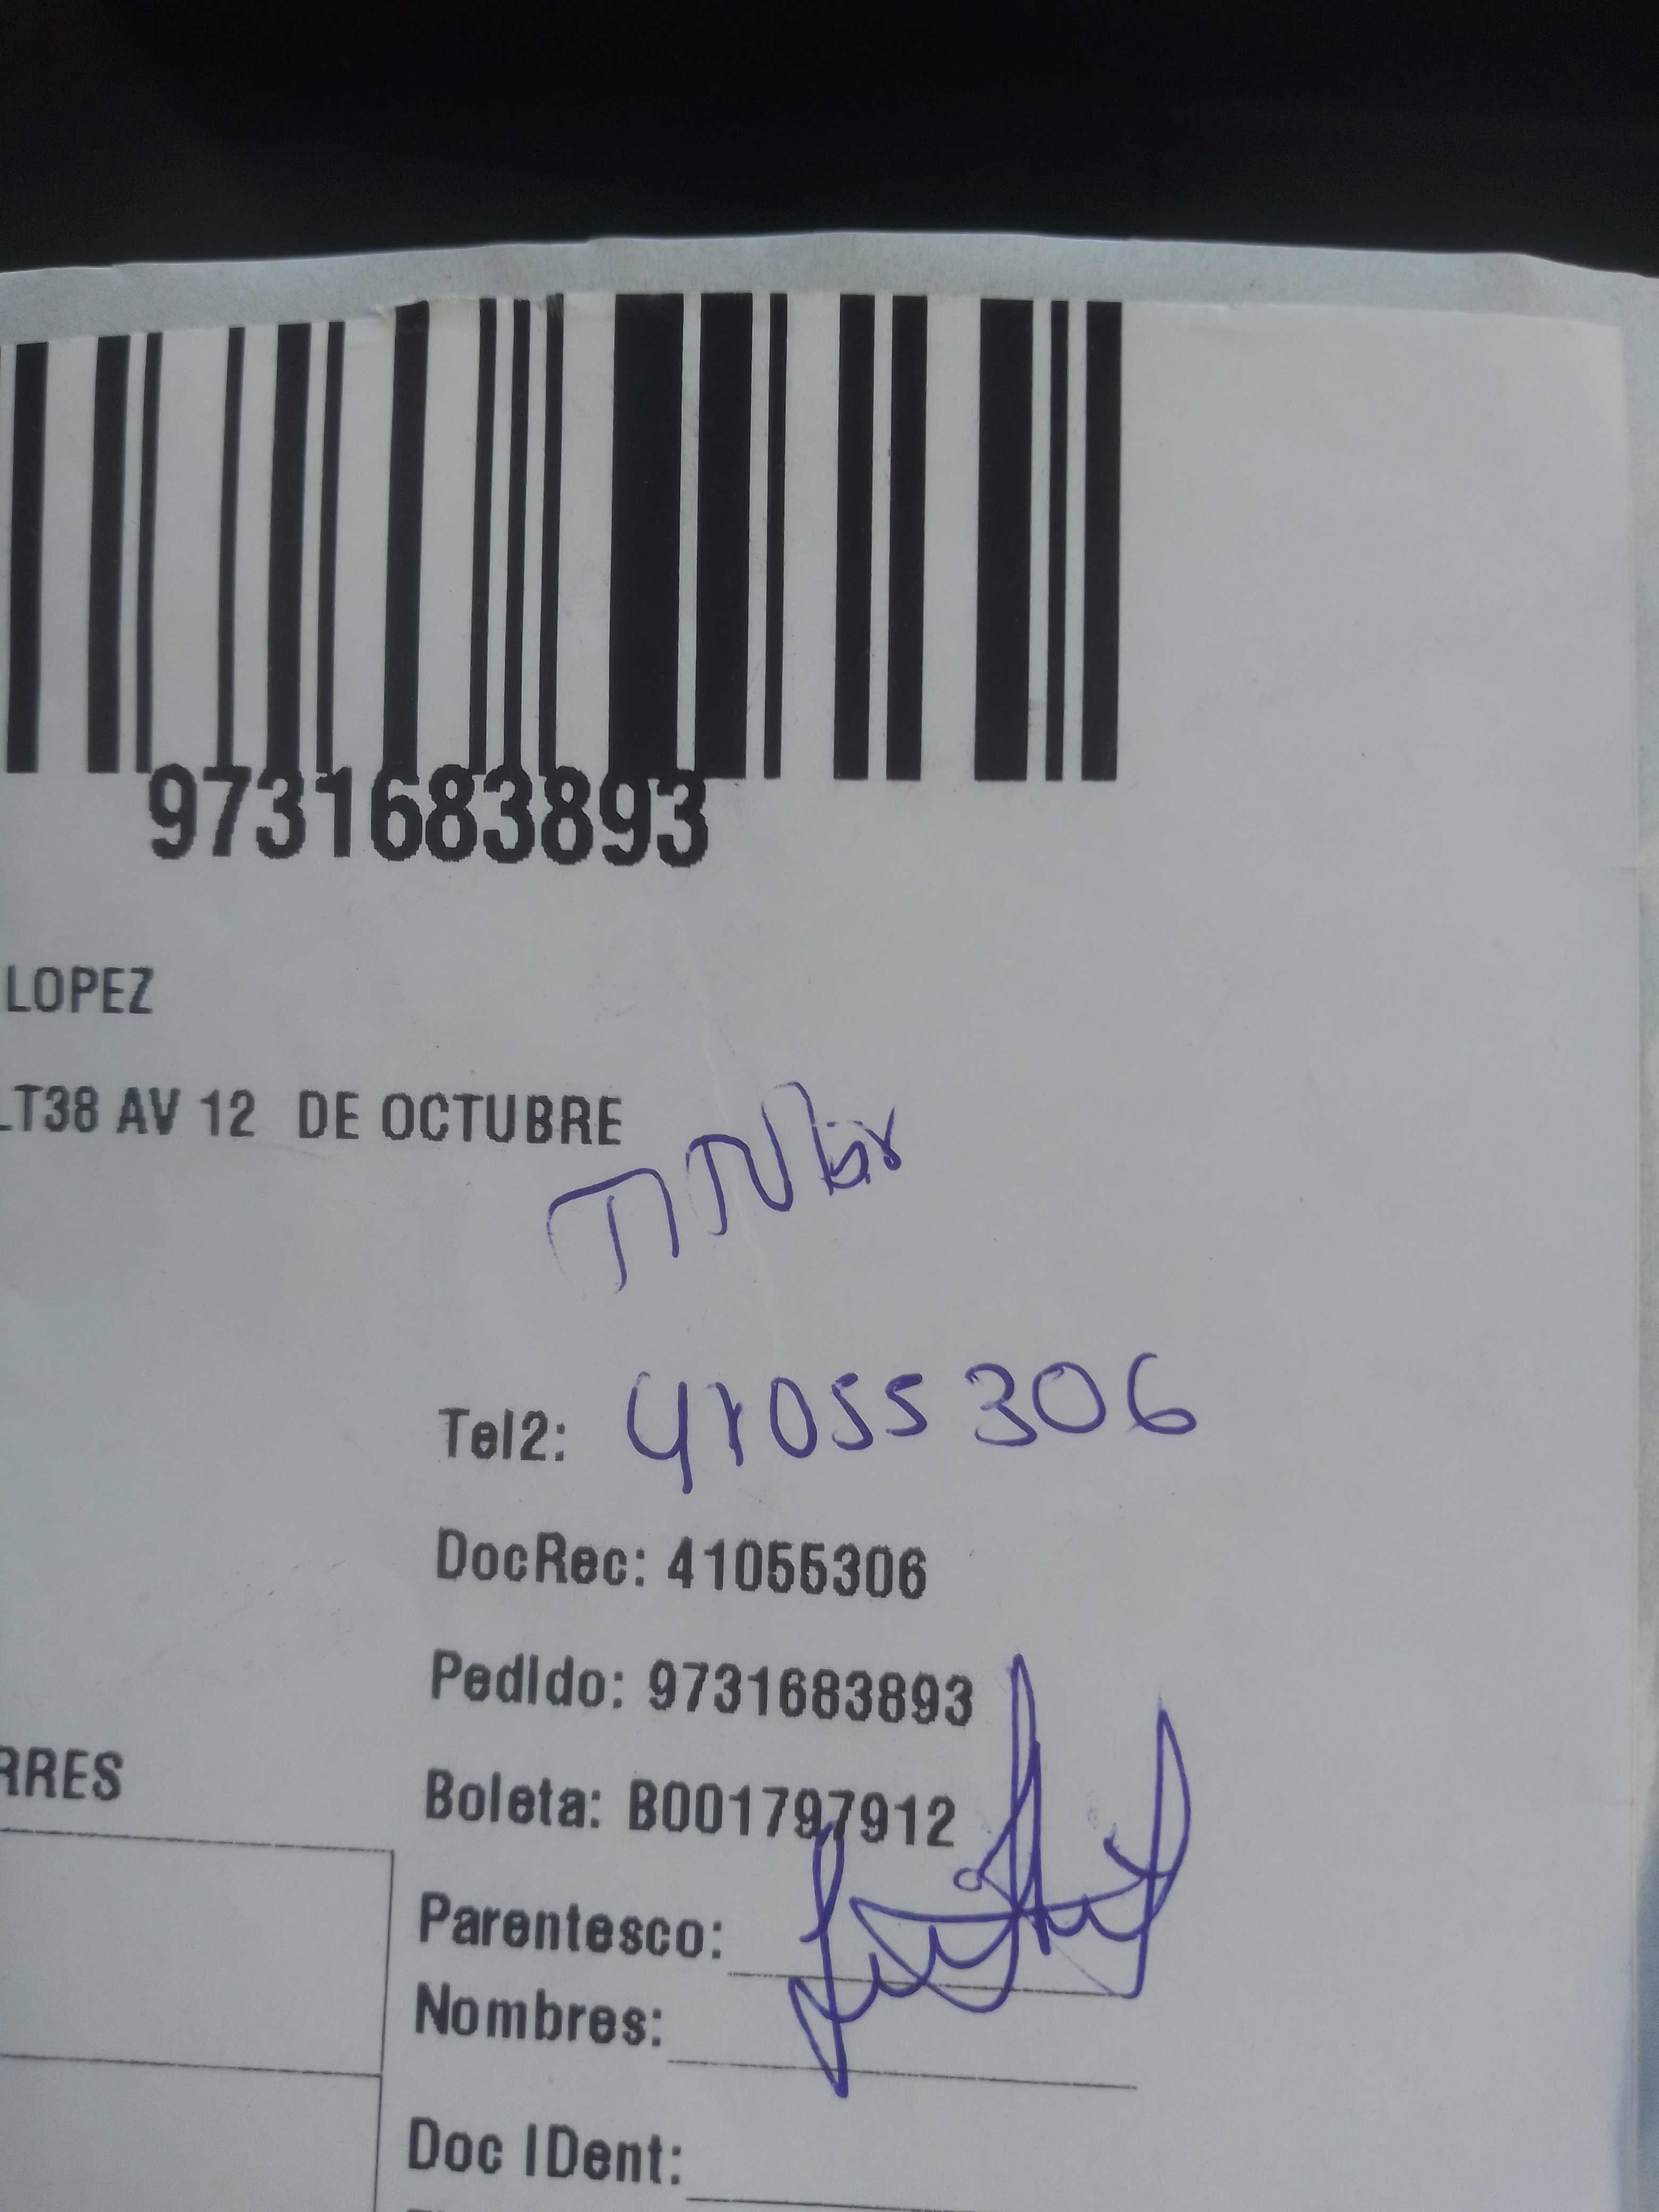 9731683893
LOPEZ
LT38 AV 12 DE OCTUBRE
Tel2: 41055306
DocRec: 41055306
PedIdo: 9731683893
Boleta: B001797912
RRES
Parentesco:
Nombres:
Doc IDent: